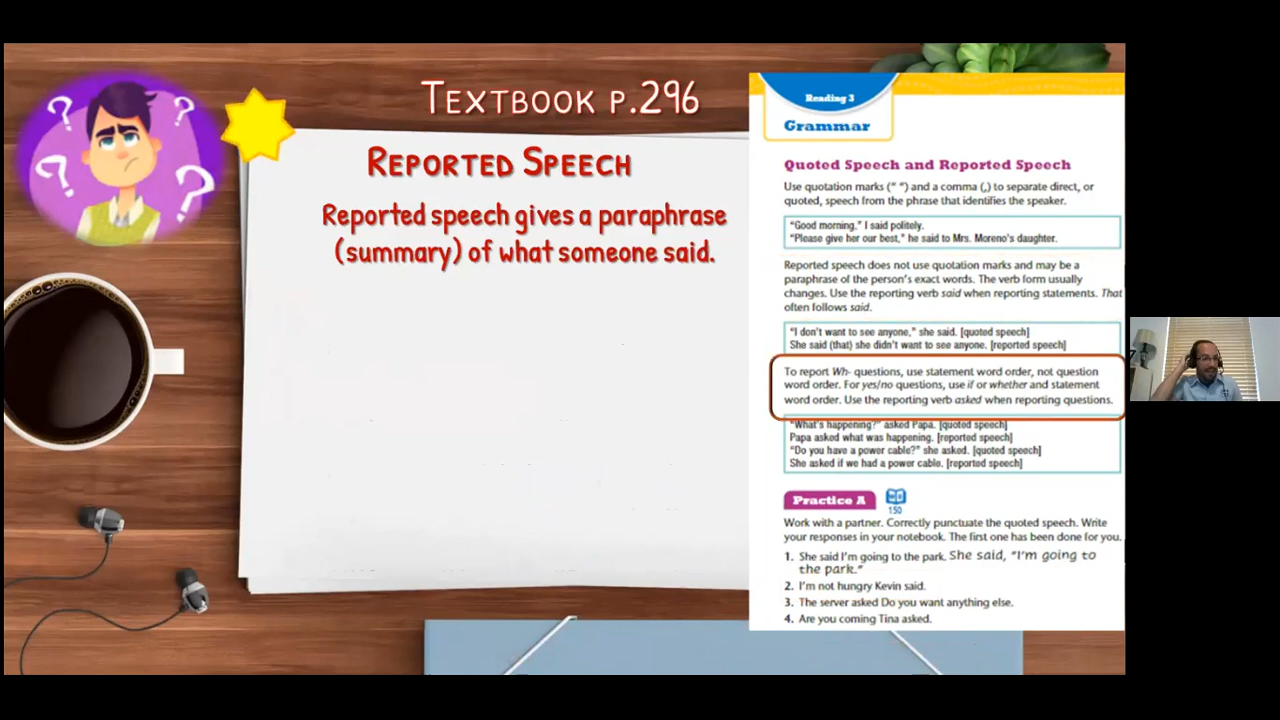 TEXTBOOK P.296
REPORTED SPEECH
Reported speech gives a paraphrase
(summary) of what someone said.
Reading 3
Grammar
Quoted Speech and Reported Speech
Use quotation marks (“ ”) and a comma (,) to separate direct, or
quoted, speech from the phrase that identifies the speaker.
“Good morning,” I said politely.
“Please give her our best,” he said to Mrs. Moreno’s daughter.
Reported speech does not use quotation marks and may be a
paraphrase of the person’s exact words. The verb form usually
changes. Use the reporting verb said when reporting statements. That
often follows said.
“I don’t want to see anyone,” she said. [quoted speech]
She said (that) she didn’t want to see anyone. [reported speech]
To report Wh- questions, use statement word order, not question
word order. For yes/no questions, use if or whether and statement
word order. Use the reporting verb asked when reporting questions.
“What’s happening?” asked Papa. [quoted speech]
Papa asked what was happening. [reported speech]
“Do you have a power cable?” she asked. [quoted speech]
She asked if we had a power cable. [reported speech]
Practice A
150
Work with a partner. Correctly punctuate the quoted speech. Write
your responses in your notebook. The first one has been done for you.
1. She said I’m going to the park. She said, “I’m going to
the park.”
2. I’m not hungry Kevin said.
3. The server asked Do you want anything else.
4. Are you coming Tina asked.